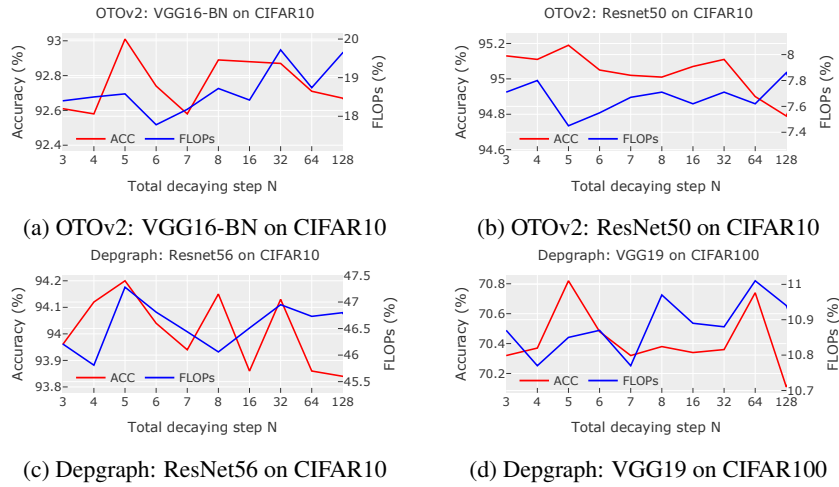 OTOv2: VGG16-BN on CIFAR10
Accuracy (%)
93
92.8
92.6
92.4
20
19
18
FLOPs (%)
ACC FLOPs
3 4 5 6 7 8 16 32 64 128
Total decaying step N
(a) OTOv2: VGG16-BN on CIFAR10
OTOv2: Resnet50 on CIFAR10
Accuracy (%)
95.2
95
94.8
94.6
8
7.8
7.6
7.4
FLOPs (%)
ACC FLOPs
3 4 5 6 7 8 16 32 64 128
Total decaying step N
(b) OTOv2: ResNet50 on CIFAR10
Depgraph: Resnet56 on CIFAR10
Accuracy (%)
94.2
94.1
94
93.9
93.8
47.5
47
46.5
46
45.5
FLOPs (%)
ACC FLOPs
3 4 5 6 7 8 16 32 64 128
Total decaying step N
(c) Depgraph: ResNet56 on CIFAR10
Depgraph: VGG19 on CIFAR100
Accuracy (%)
70.8
70.6
70.4
70.2
11
10.9
10.8
10.7
FLOPs (%)
ACC FLOPs
3 4 5 6 7 8 16 32 64 128
Total decaying step N
(d) Depgraph: VGG19 on CIFAR100